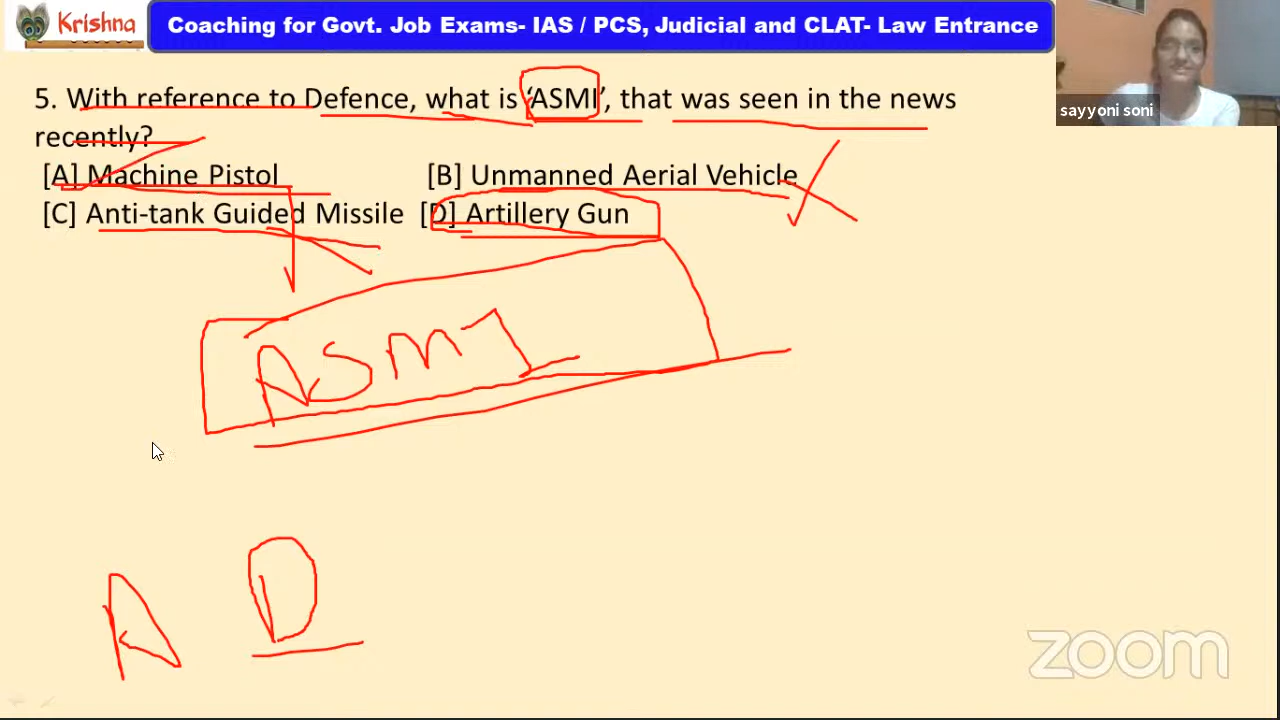 Krishna
Coaching for Govt. Job Exams- IAS / PCS, Judicial and CLAT- Law Entrance
sayyoni soni
5. With reference to Defence, what is ‘ASMI’, that was seen in the news
recently?
[A] Machine Pistol [B] Unmanned Aerial Vehicle
[C] Anti-tank Guided Missile [D] Artillery Gun
ASMI
A D
zoom